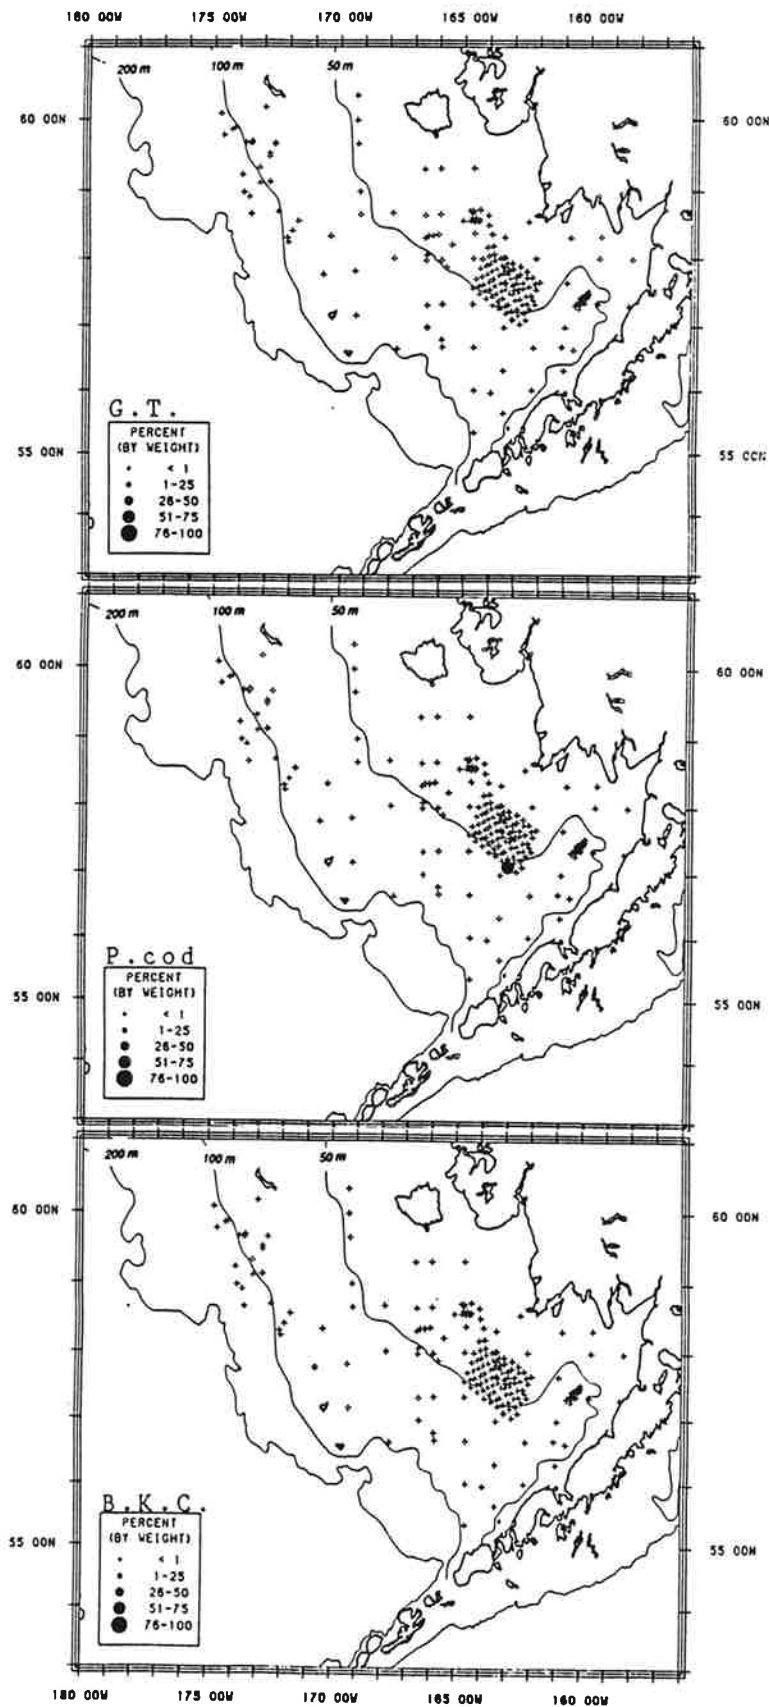 180 00W 175 00W 170 00W 165 00W 160 00W
200 m 100 m 50 m
60 00N 60 00N
G.T.
PERCENT
(BY WEIGHT)
< 1
1-25
26-50
51-75
76-100
55 00N 55 00N
200 m 100 m 50 m
60 00N 60 00N
P.cod
PERCENT
(BY WEIGHT)
< 1
1-25
26-50
51-75
76-100
55 00N 55 00N
200 m 100 m 50 m
60 00N 60 00N
B.K.C.
PERCENT
(BY WEIGHT)
< 1
1-25
26-50
51-75
76-100
55 00N 55 00N
180 00W 175 00W 170 00W 165 00W 160 00W